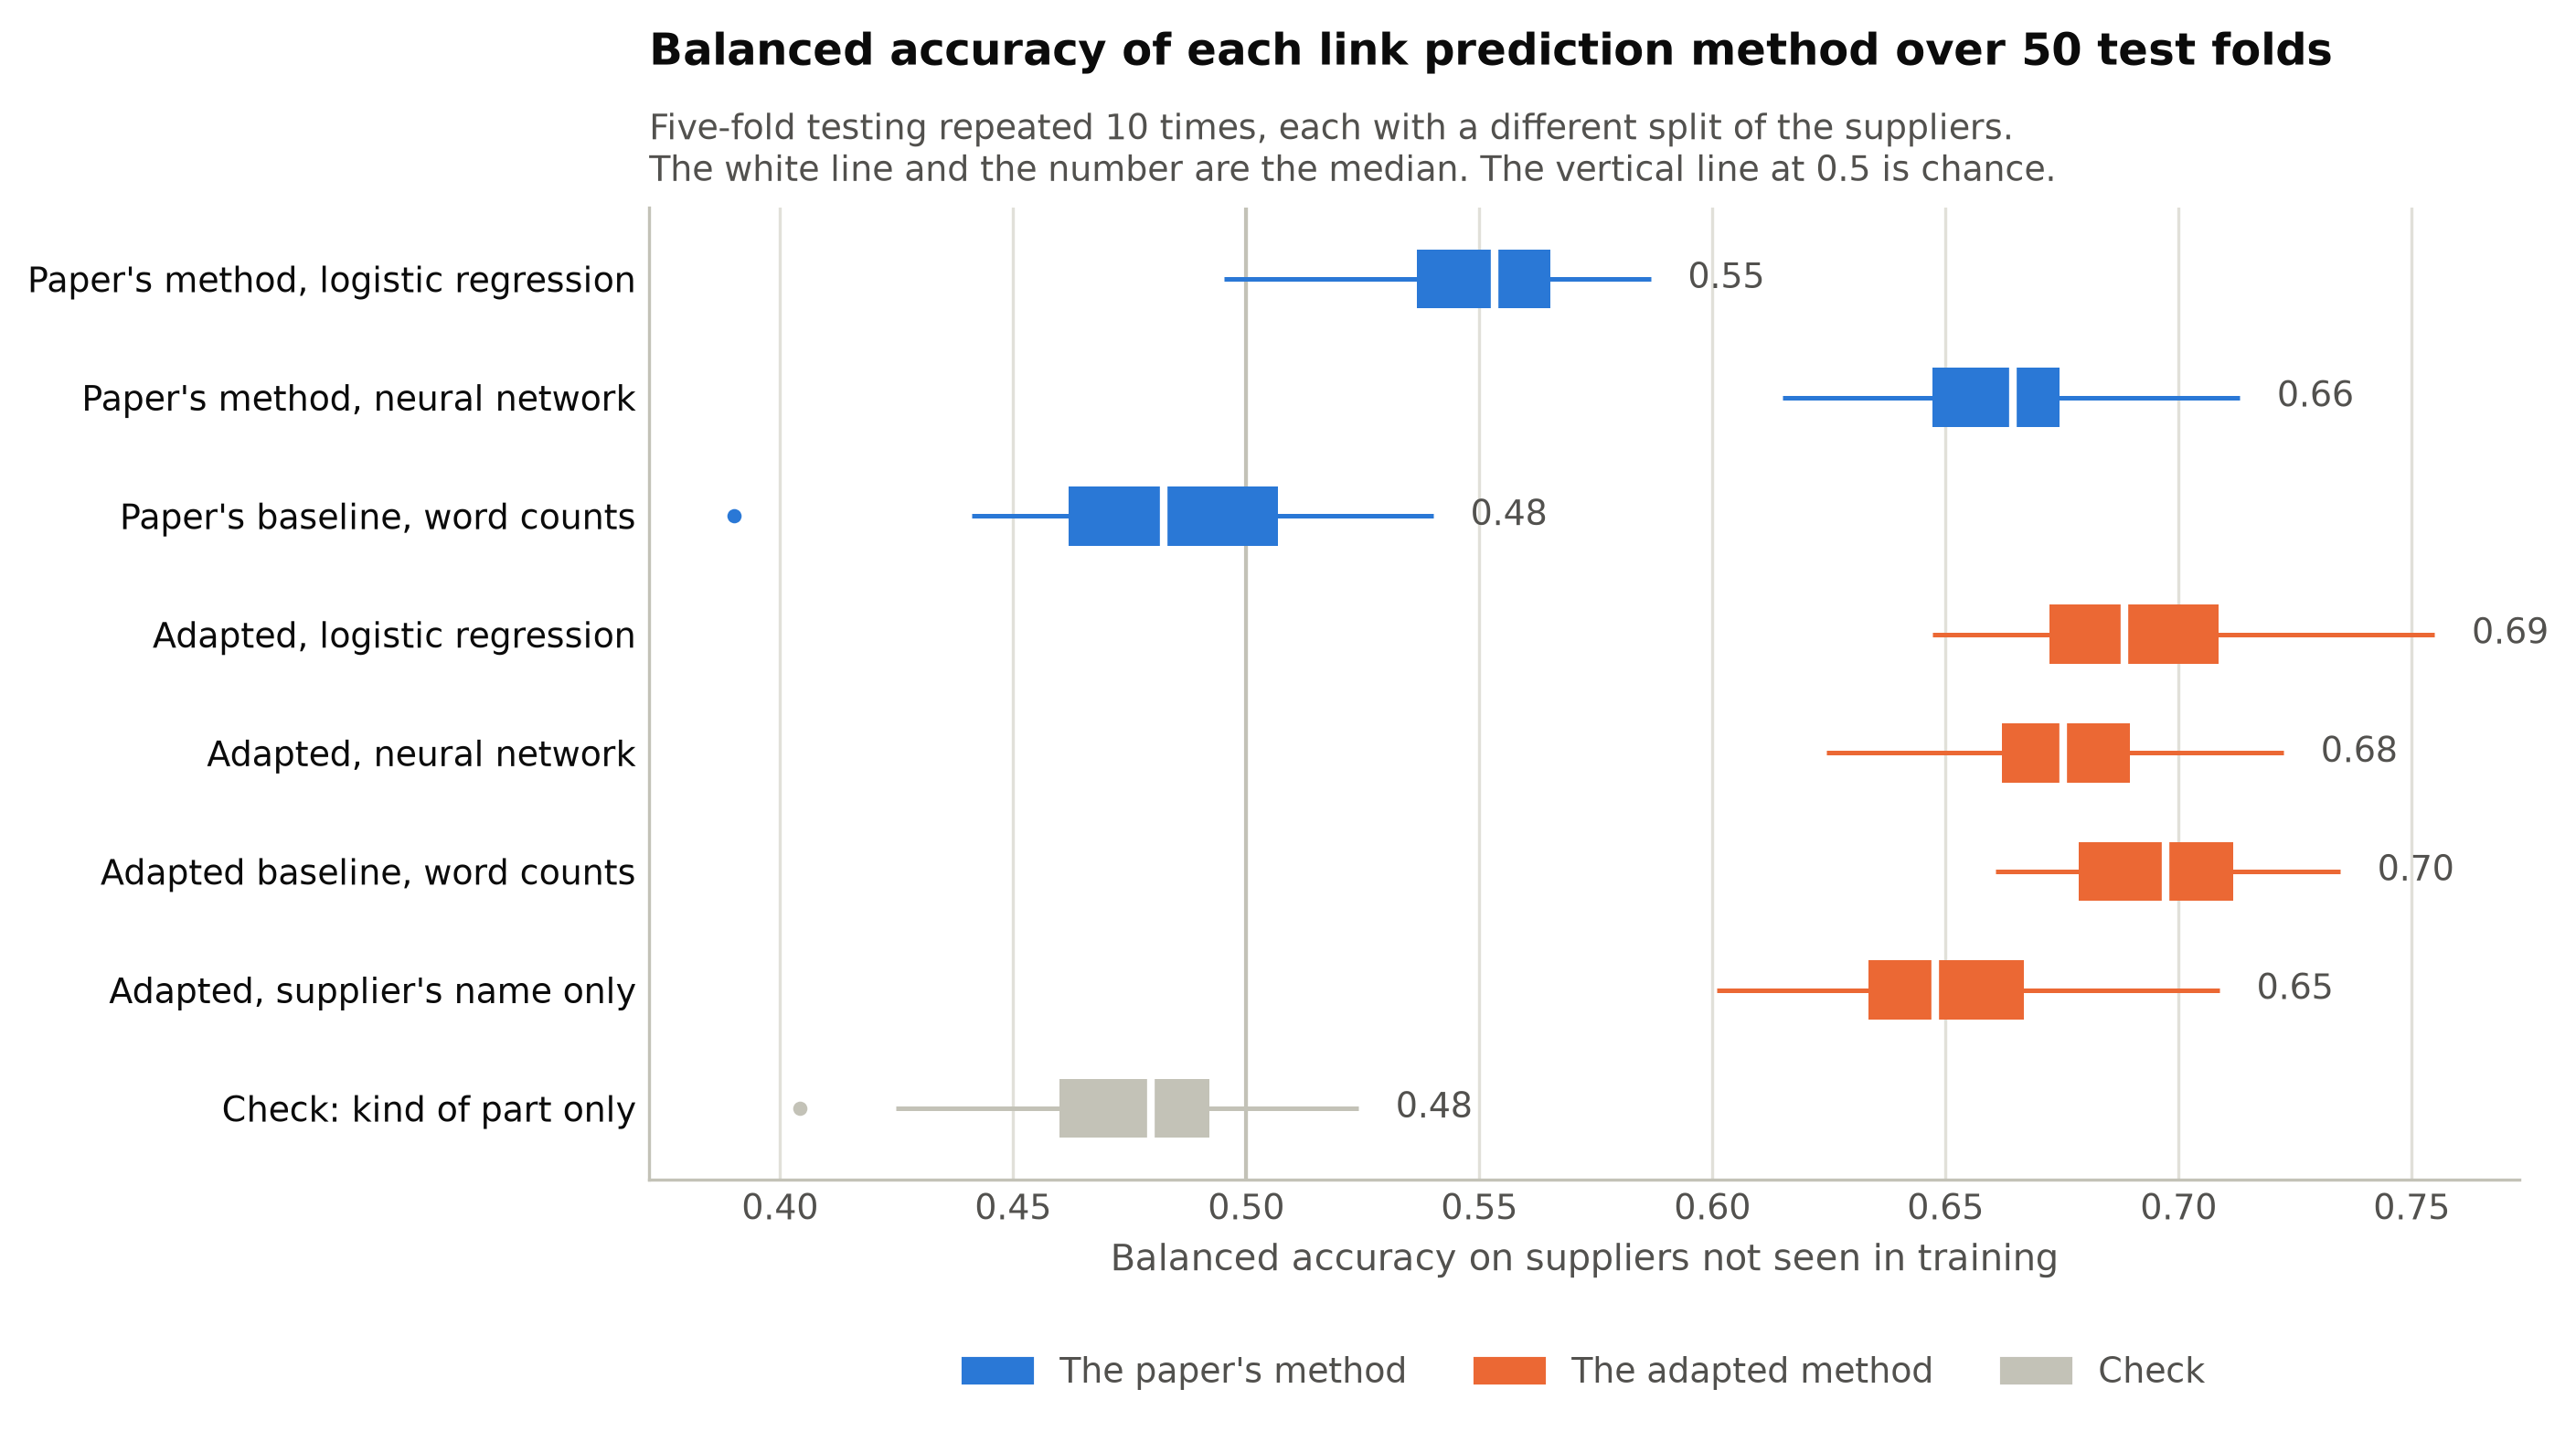 Balanced accuracy of each link prediction method over 50 test folds
Five-fold testing repeated 10 times, each with a different split of the suppliers.
The white line and the number are the median. The vertical line at 0.5 is chance.
Paper's method, logistic regression
0.55
Paper's method, neural network
0.66
Paper's baseline, word counts
0.48
Adapted, logistic regression
0.69
Adapted, neural network
0.68
Adapted baseline, word counts
0.70
Adapted, supplier's name only
0.65
Check: kind of part only
0.48
0.40 0.45 0.50 0.55 0.60 0.65 0.70 0.75
Balanced accuracy on suppliers not seen in training
The paper's method The adapted method Check